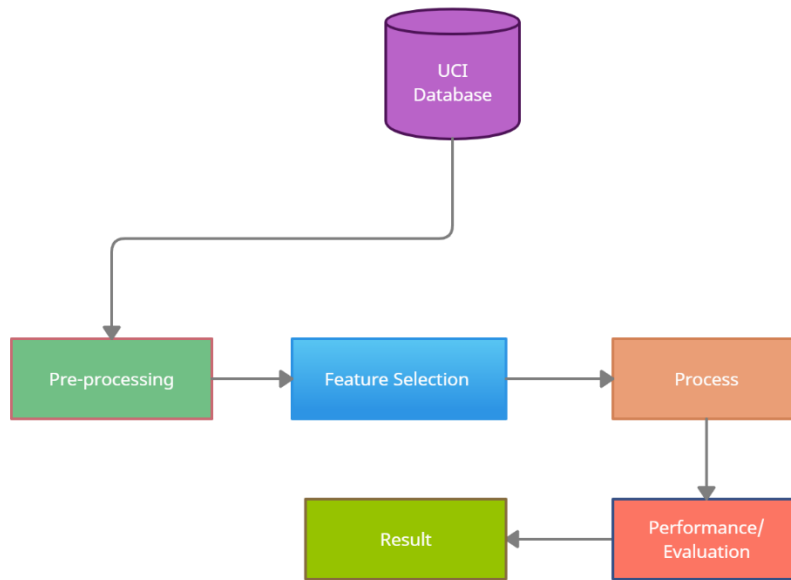 UCI
Database
Pre-processing
Feature Selection
Process
Result
Performance/
Evaluation